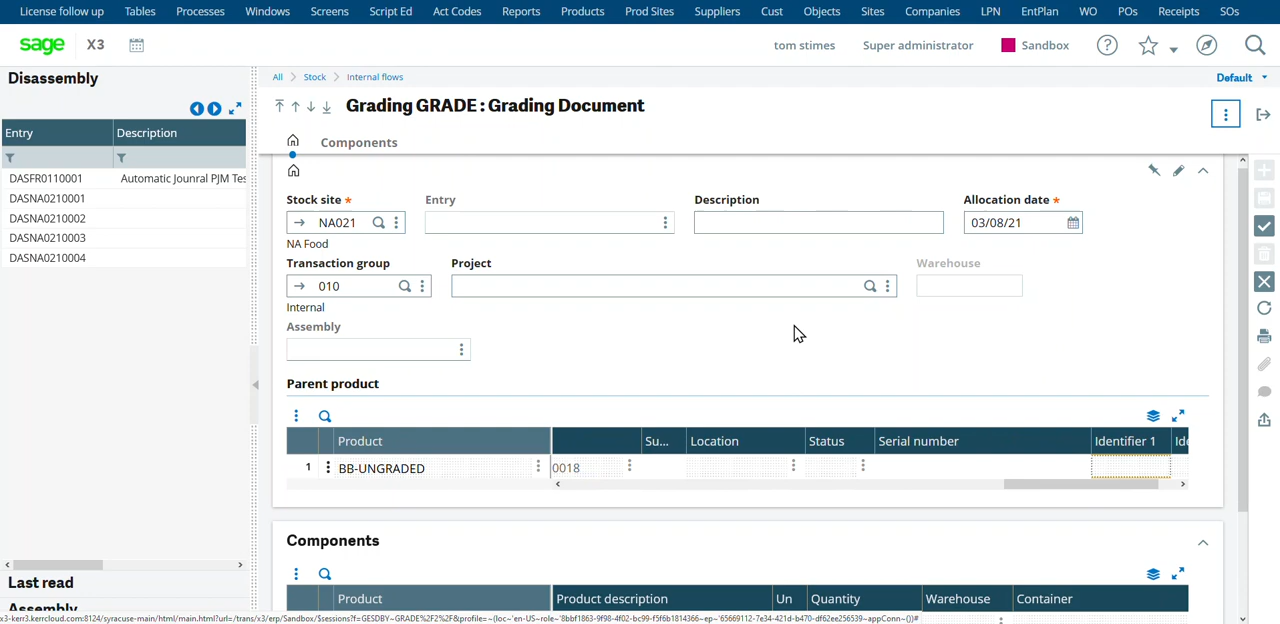 License follow up Tables Processes Windows Screens Script Ed Act Codes Reports Products Prod Sites Suppliers Cust Objects Sites Companies LPN EntPlan WO POs Receipts SOs
sage X3 tom stimes Super administrator Sandbox
Disassembly
All Stock Internal flows Default
Grading GRADE : Grading Document
Components
Entry Description
DASFR0110001 Automatic Jounral PJM Tes
DASNA0210001
DASNA0210002
DASNA0210003
DASNA0210004
Stock site * Entry Description Allocation date *
NA021 03/08/21
NA Food
Transaction group Project Warehouse
010
Internal
Assembly
Parent product
Product Su... Location Status Serial number Identifier 1 Ide
1 BB-UNGRADED 0018
Components
Product Product description Un Quantity Warehouse Container
Last read
Assembly